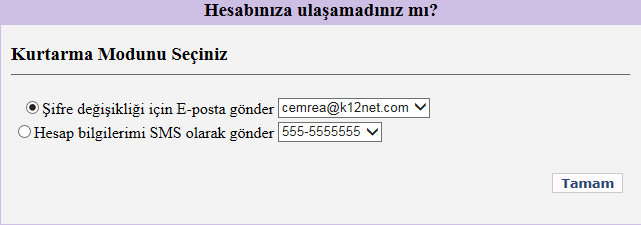 Hesabınıza ulaşamadınız mı?
Kurtarma Modunu Seçiniz
Şifre değişikliği için E-posta gönder cemrea@k12net.com
Hesap bilgilerimi SMS olarak gönder 555-5555555
Tamam